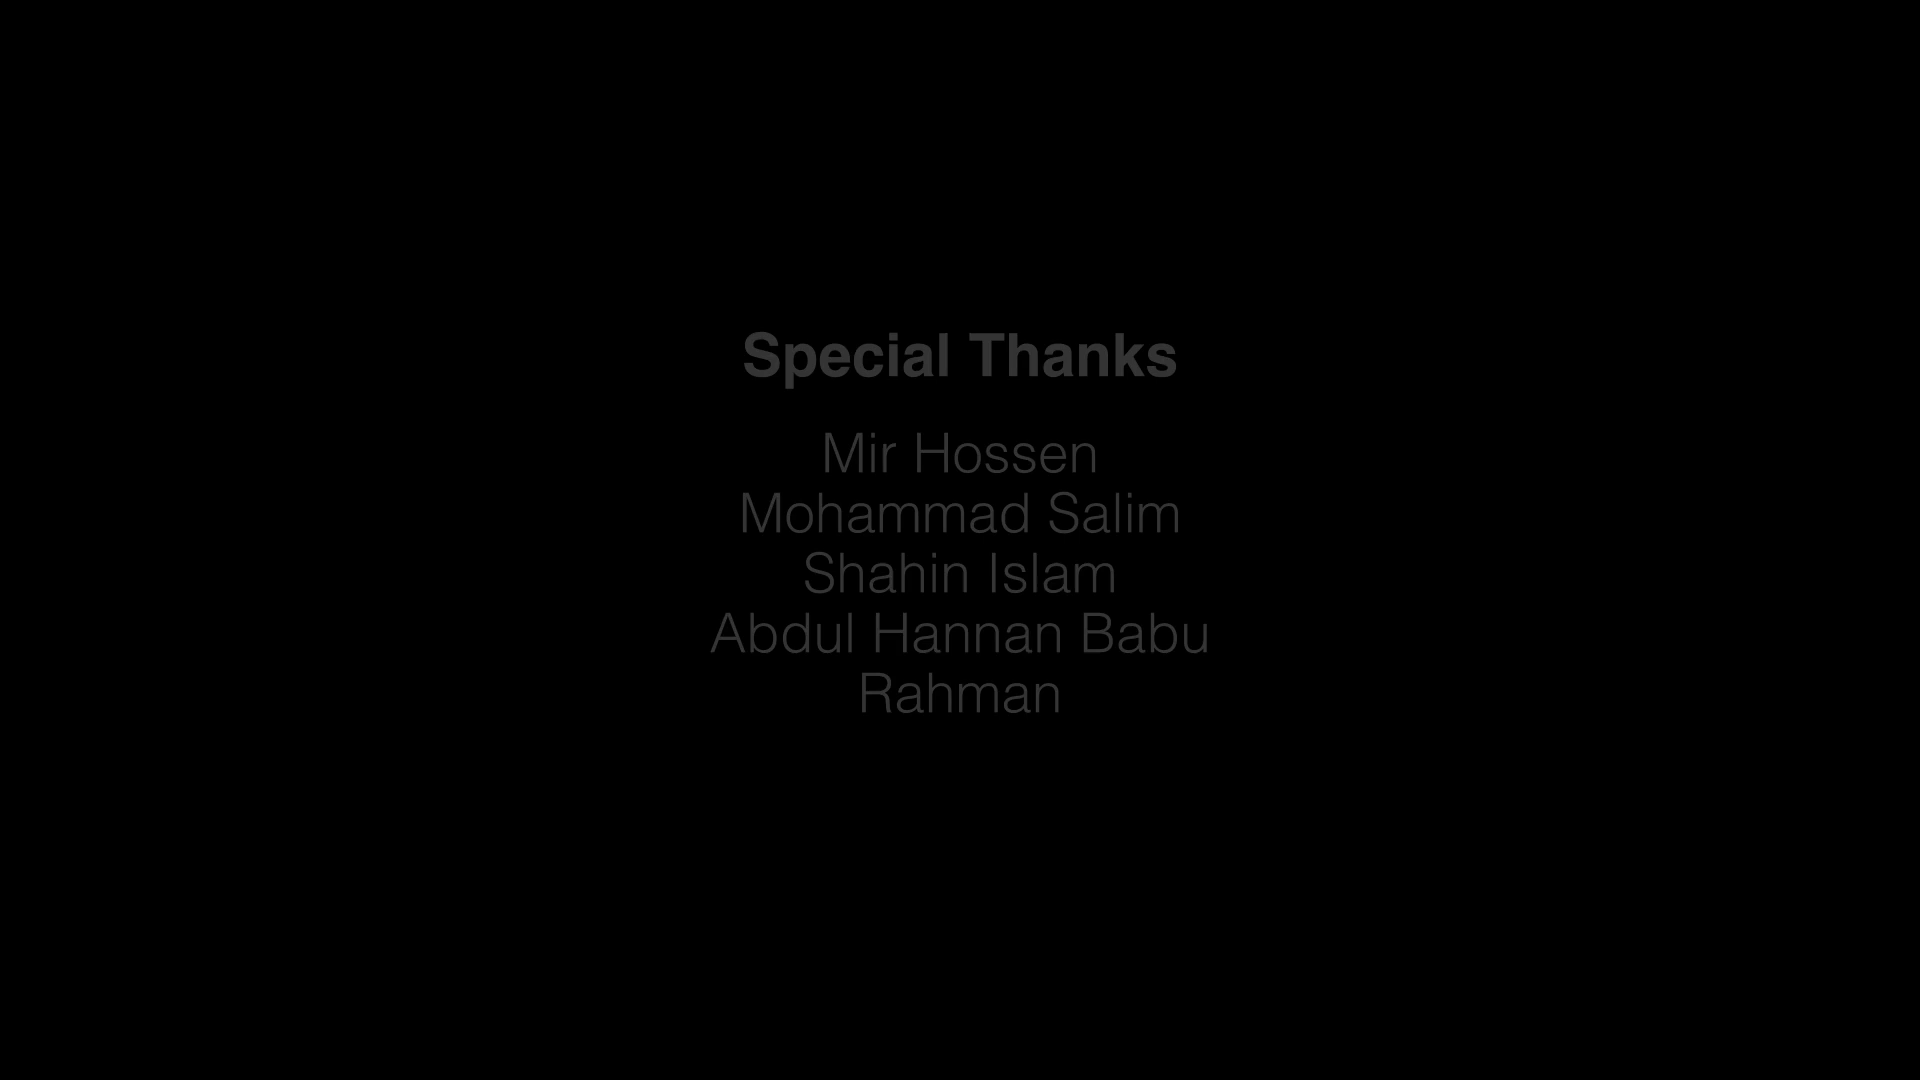 Special Thanks
Mir Hossen
Mohammad Salim
Shahin Islam
Abdul Hannan Babu
Rahman